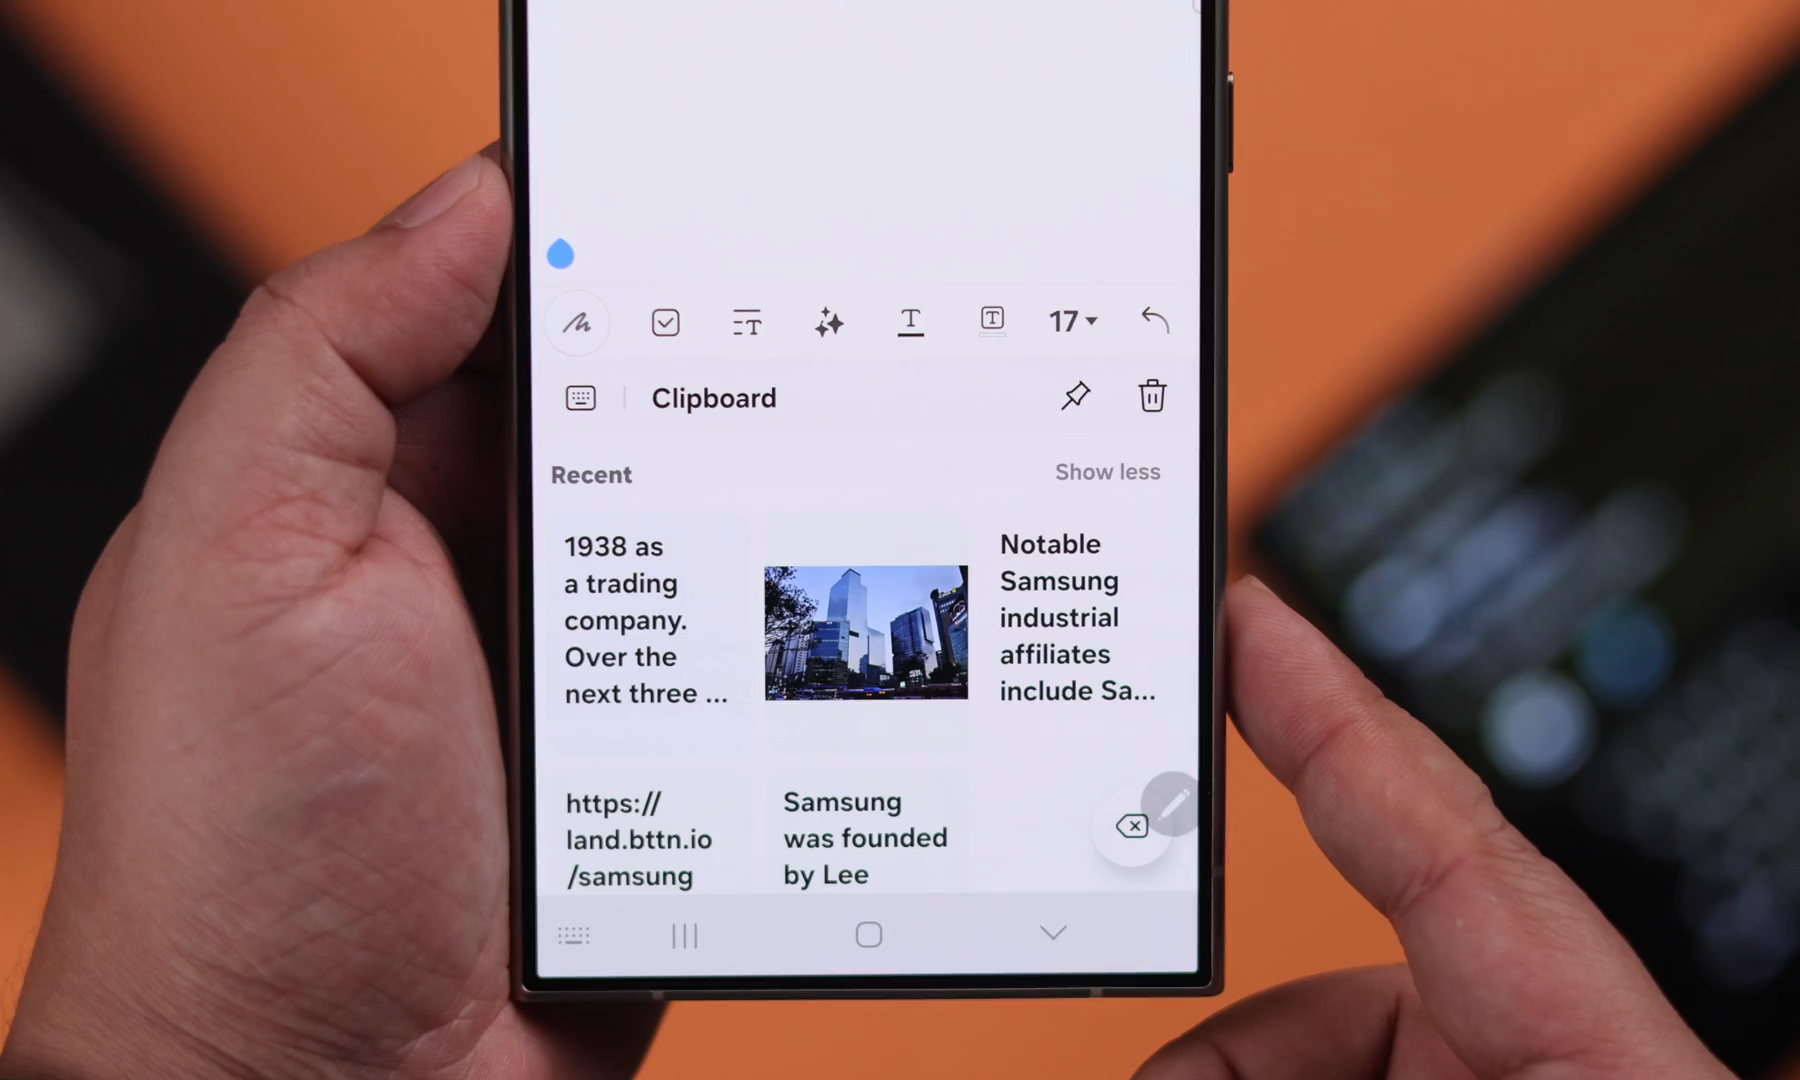 17
Clipboard
Recent
Show less
1938 as
a trading
company.
Over the
next three ...
Notable
Samsung
industrial
affiliates
include Sa...
https://
land.bttn.io
/samsung
Samsung
was founded
by Lee